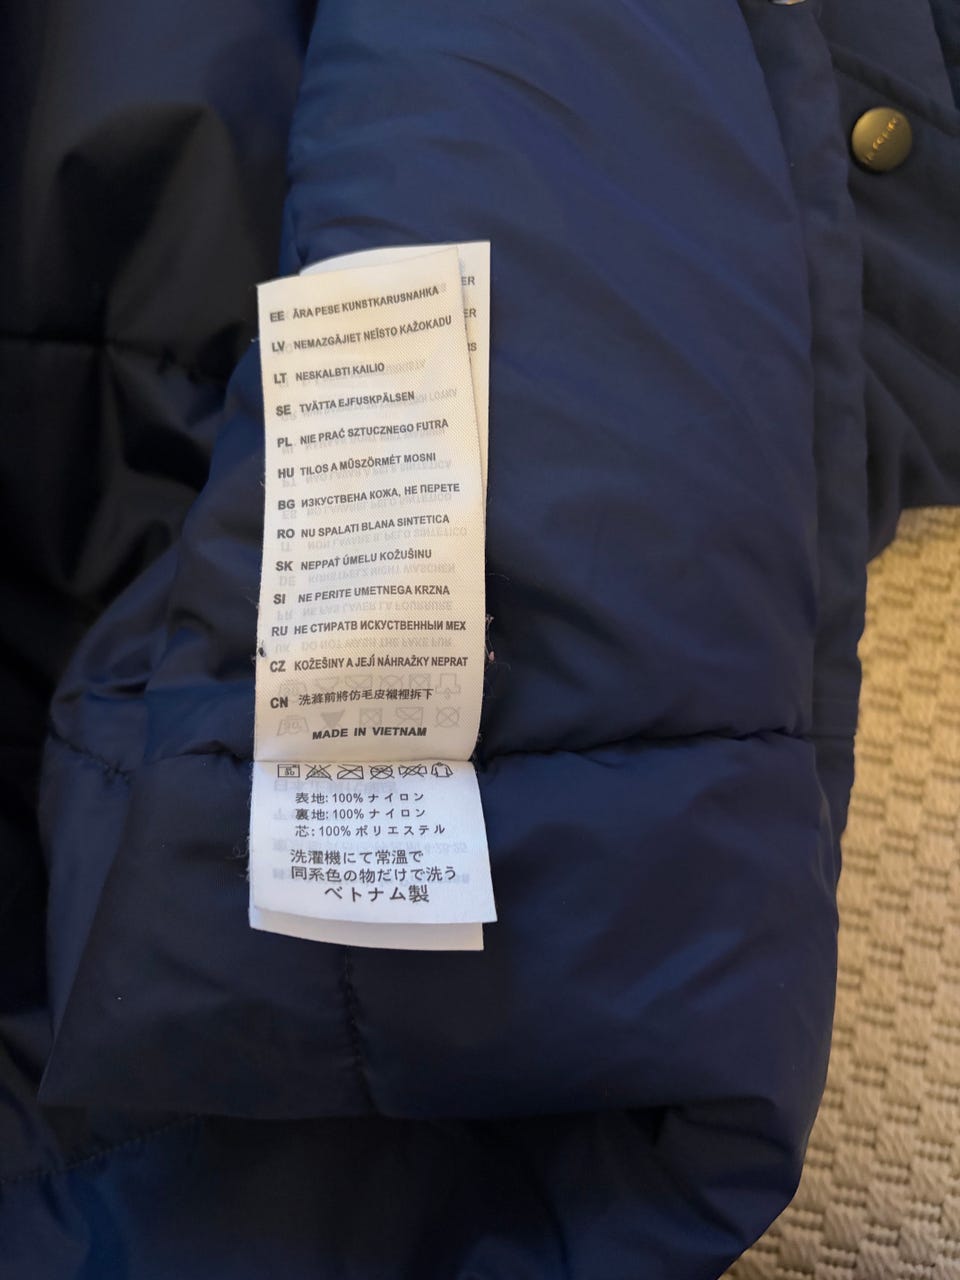 EE ĀRA PESE KUNSTKARUSNAHKA
LV NEMAZGĀJIET NEĪSTO KAŽOKADU
LT NESKALBTI KAILIO
SE TVÄTTA EJFUSKPÄLSEN
PL NIE PRAĆ SZTUCZNEGO FUTRA
HU TILOS A MŰSZÖRMÉT MOSNI
BG ИЗКУСТВЕНА КОЖА, НЕ ПЕРЕТЕ
RO NU SPALATI BLANA SINTETICA
SK NEPPAŤ ÚMELU KOŽUŠINU
SI NE PERITE UMETNEGA KRZNA
RU НЕ СТИРАТВ ИСКУСТВЕННЫИ МЕХ
CZ KOŽEŠINY A JEJÍ NÁHRAŽKY NEPRAT
CN 洗滌前將仿毛皮襯裡拆下
MADE IN VIETNAM
表地: 100% ナイロン
裏地: 100% ナイロン
芯: 100% ポリエステル
洗濯機にて常溫で
同系色の物だけで洗う
ベトナム製